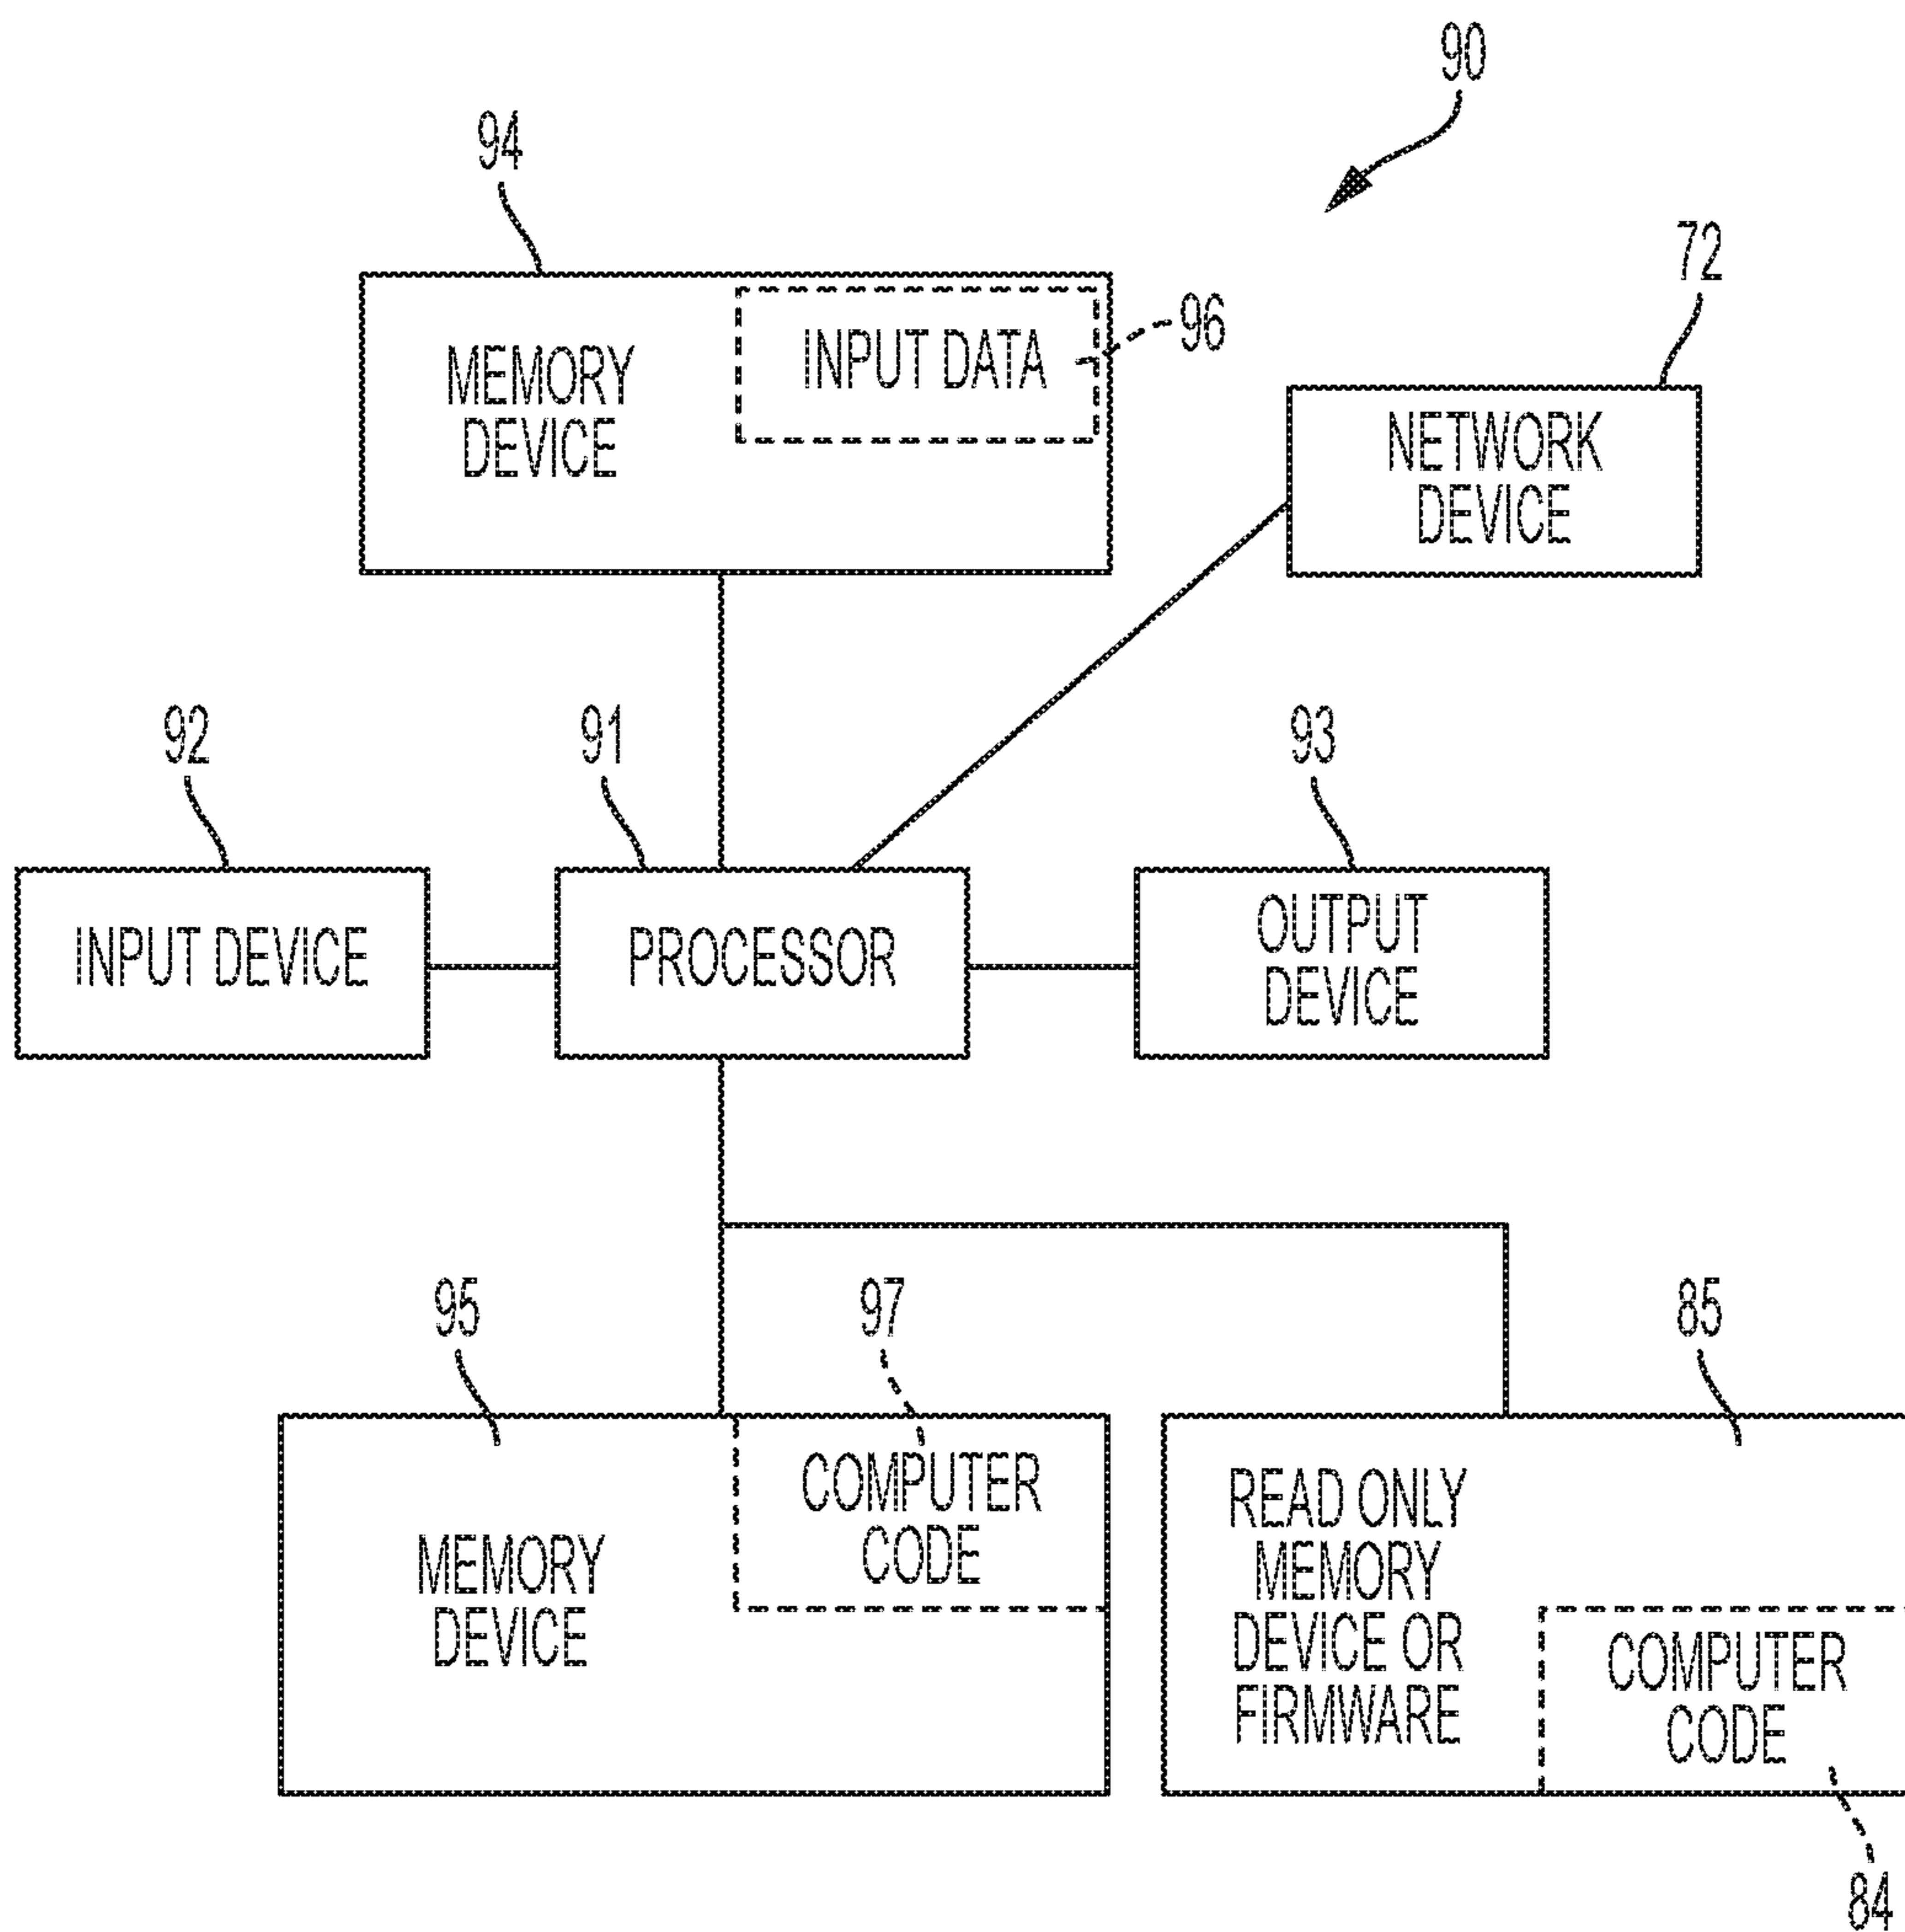 90
94
72
MEMORY
DEVICE
INPUT DATA
96
NETWORK
DEVICE
92
91
93
INPUT DEVICE
PROCESSOR
OUTPUT
DEVICE
95
97
85
MEMORY
DEVICE
COMPUTER
CODE
READ ONLY
MEMORY
DEVICE OR
FIRMWARE
COMPUTER
CODE
84